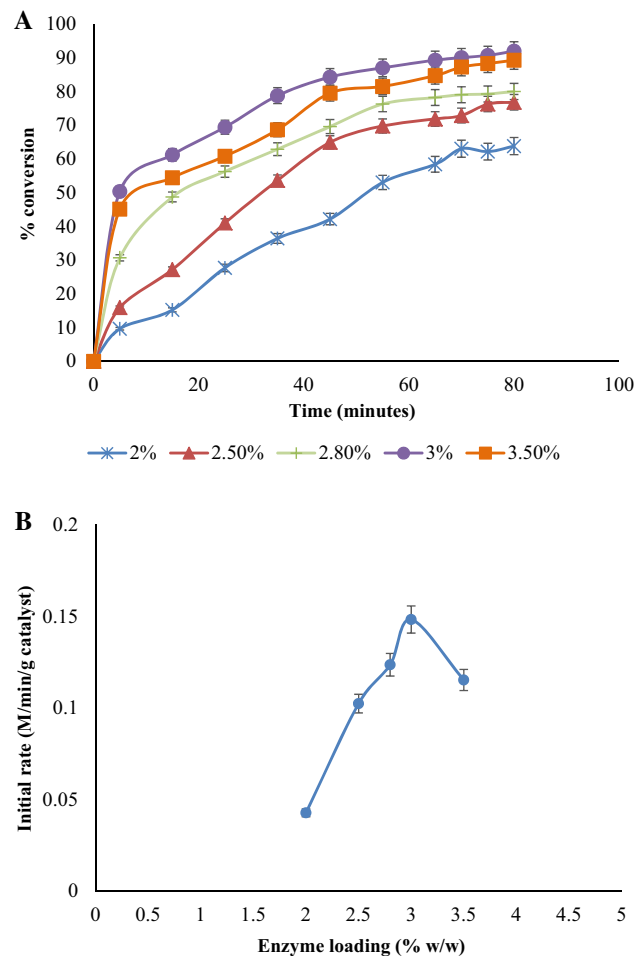 A
% conversion
100
90
80
70
60
50
40
30
20
10
0
0 20 40 60 80 100
Time (minutes)
2% 2.50% 2.80% 3% 3.50%
B
Initial rate (M/min/g catalyst)
0.2
0.15
0.1
0.05
0
0 0.5 1 1.5 2 2.5 3 3.5 4 4.5 5
Enzyme loading (% w/w)